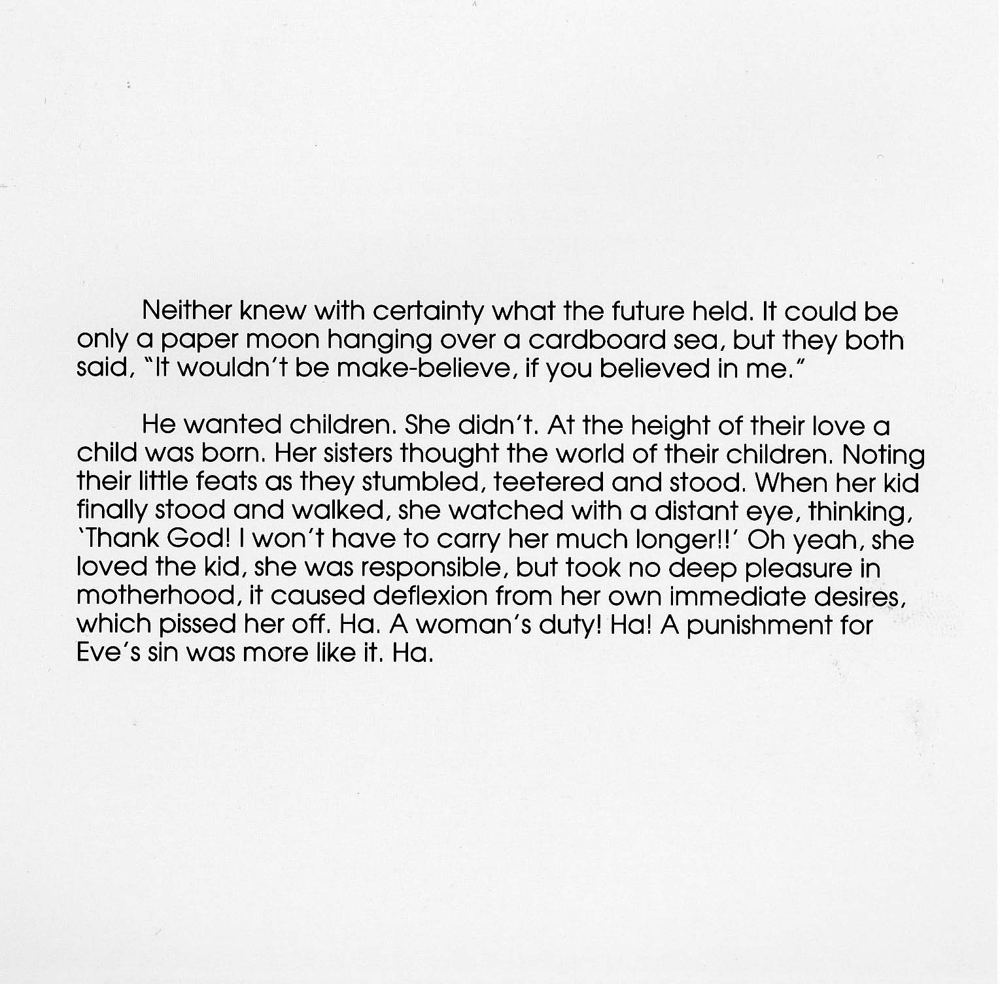 Neither knew with certainty what the future held. It could be
only a paper moon hanging over a cardboard sea, but they both
said, "It wouldn't be make-believe, if you believed in me."
He wanted children. She didn't. At the height of their love a
child was born. Her sisters thought the world of their children. Noting
their little feats as they stumbled, teetered and stood. When her kid
finally stood and walked, she watched with a distant eye, thinking,
'Thank God! I won't have to carry her much longer!!' Oh yeah, she
loved the kid, she was responsible, but took no deep pleasure in
motherhood, it caused deflexion from her own immediate desires,
which pissed her off. Ha. A woman's duty! Ha! A punishment for
Eve's sin was more like it. Ha.